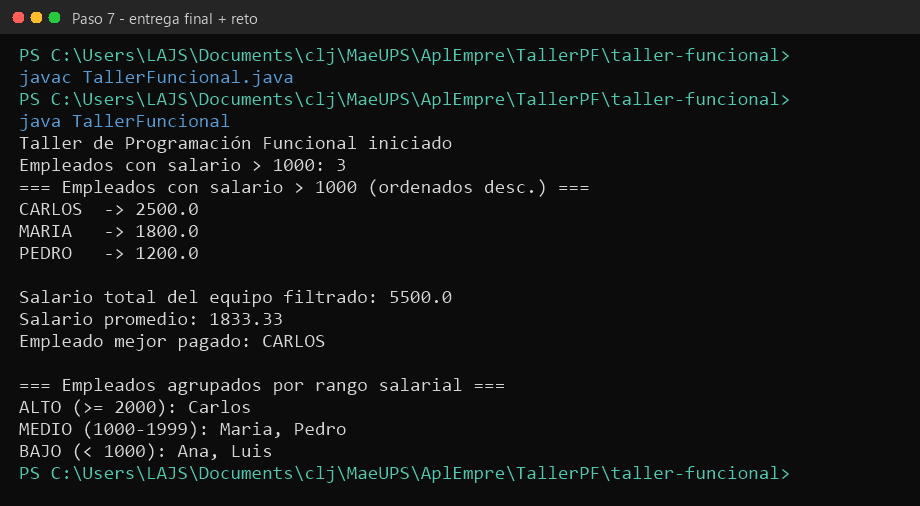 Paso 7 - entrega final + reto
PS C:\Users\LAJS\Documents\clj\MaeUPS\AplEmpre\TallerPF\taller-funcional>
javac TallerFuncional.java
PS C:\Users\LAJS\Documents\clj\MaeUPS\AplEmpre\TallerPF\taller-funcional>
java TallerFuncional
Taller de Programación Funcional iniciado
Empleados con salario > 1000: 3
=== Empleados con salario > 1000 (ordenados desc.) ===
CARLOS  -> 2500.0
MARIA   -> 1800.0
PEDRO   -> 1200.0
Salario total del equipo filtrado: 5500.0
Salario promedio: 1833.33
Empleado mejor pagado: CARLOS
=== Empleados agrupados por rango salarial ===
ALTO (>= 2000): Carlos
MEDIO (1000-1999): Maria, Pedro
BAJO (< 1000): Ana, Luis
PS C:\Users\LAJS\Documents\clj\MaeUPS\AplEmpre\TallerPF\taller-funcional>